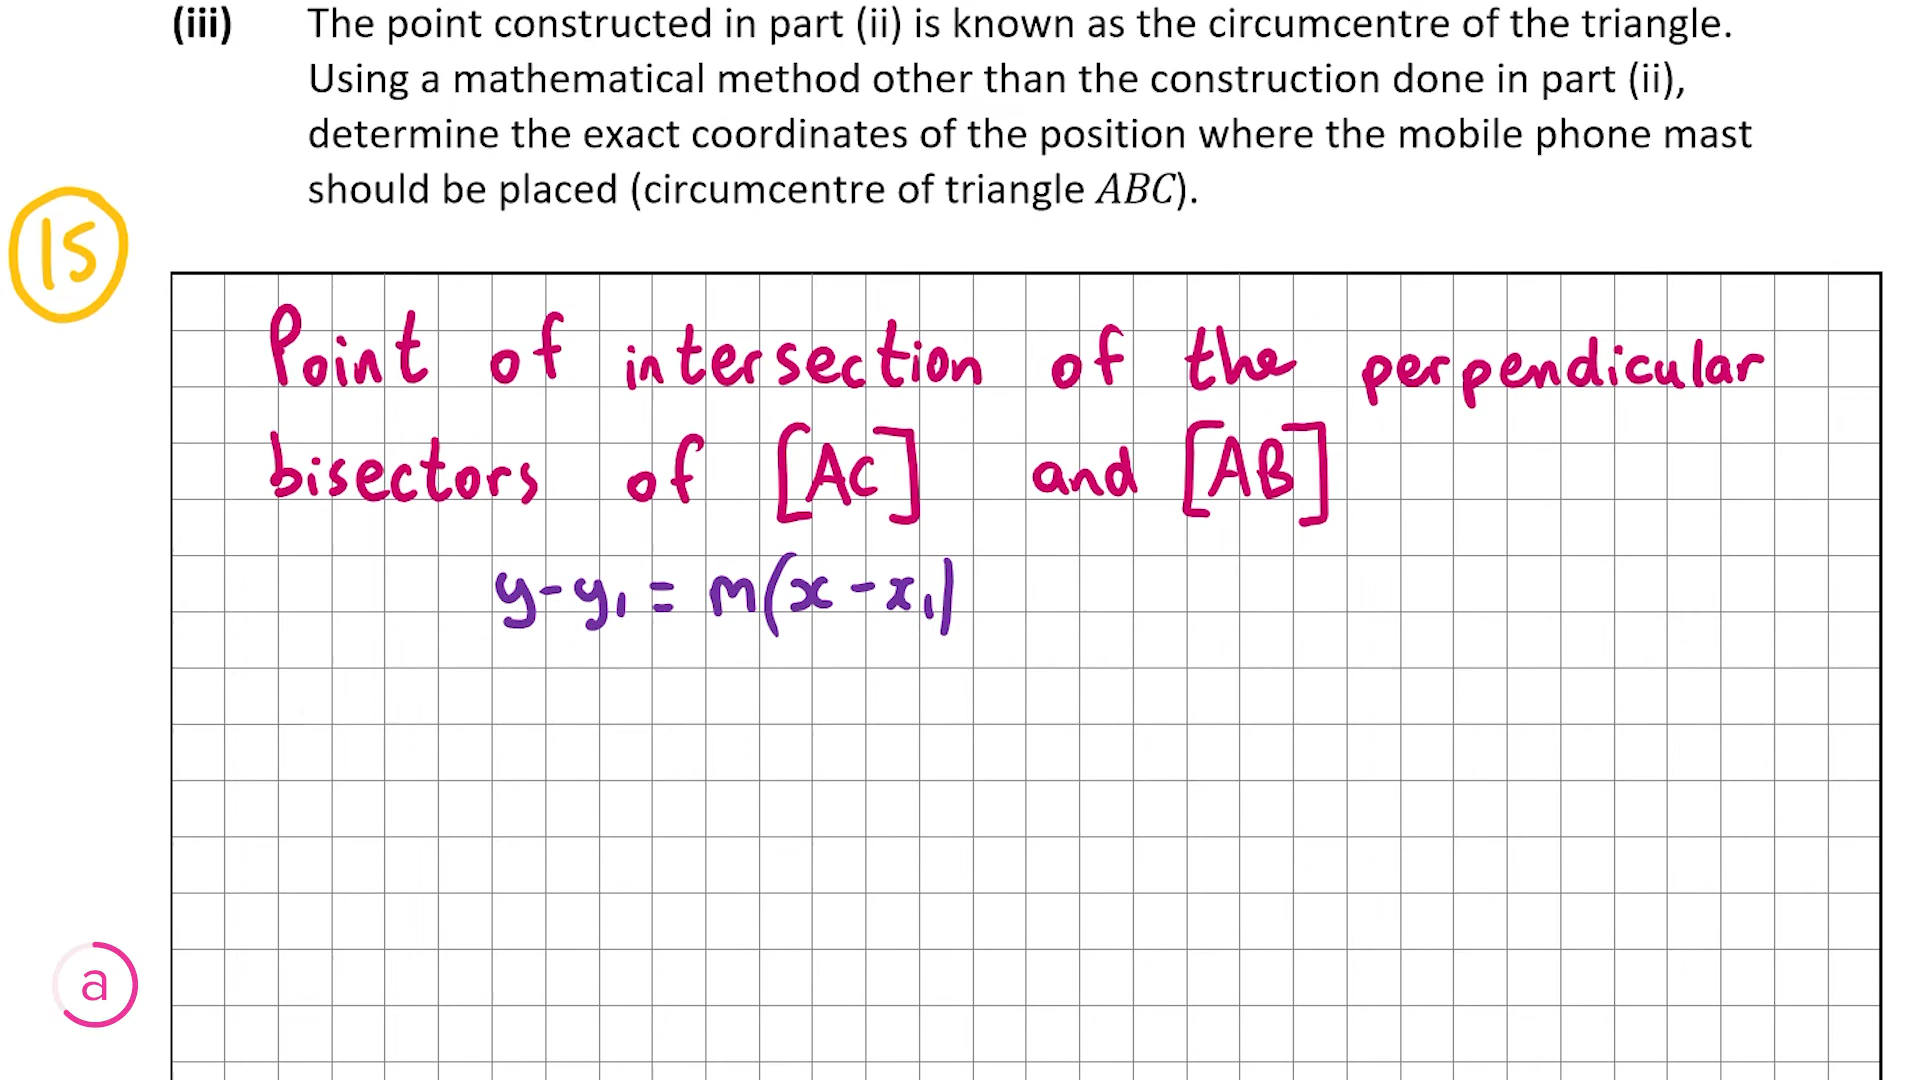 (iii) The point constructed in part (ii) is known as the circumcentre of the triangle.
Using a mathematical method other than the construction done in part (ii),
determine the exact coordinates of the position where the mobile phone mast
should be placed (circumcentre of triangle ABC).
15
Point of intersection of the perpendicular
bisectors of [AC] and [AB]
y-y₁ = m(x-x₁)
a